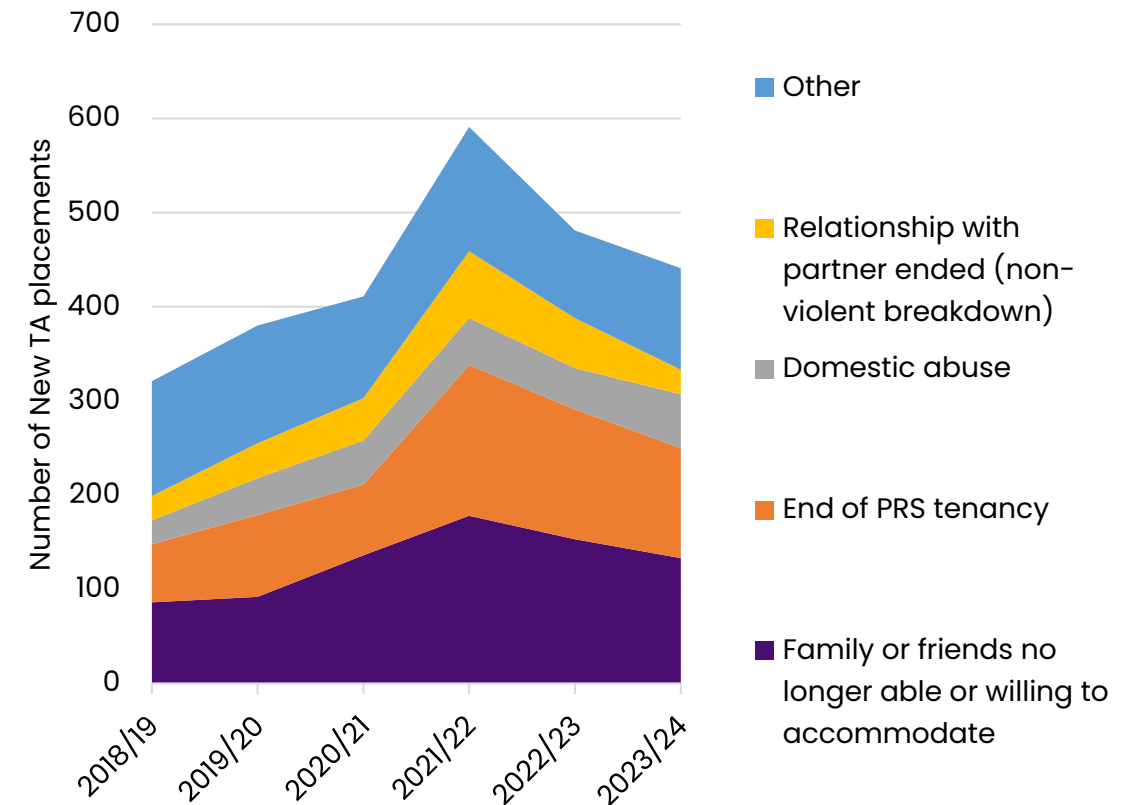 Number of New TA placements
700
600
500
400
300
200
100
0
2018/19
2019/20
2020/21
2021/22
2022/23
2023/24
Other
Relationship with
partner ended (non-
violent breakdown)
Domestic abuse
End of PRS tenancy
Family or friends no
longer able or willing to
accommodate